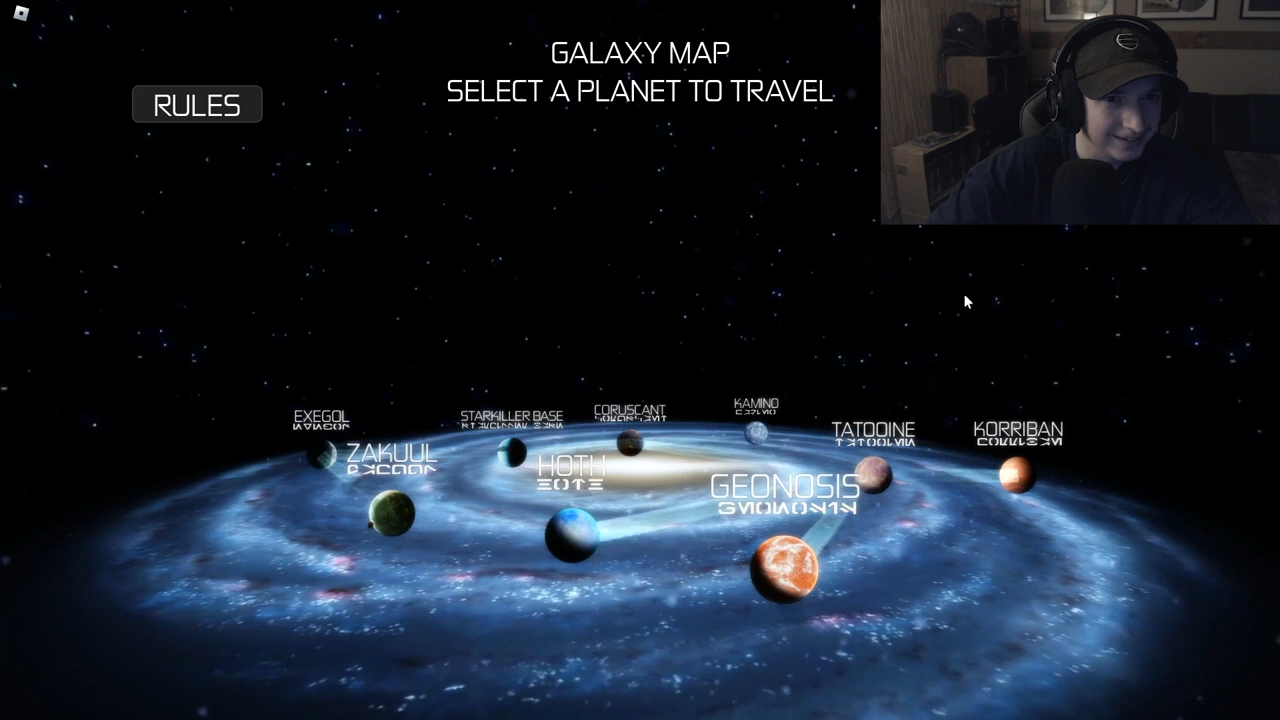 GALAXY MAP
SELECT A PLANET TO TRAVEL
RULES
KAMINO
CORUSCANT
EXEGOL
STARKILLER BASE
TATOOINE
KORRIBAN
ZAKUUL
HOTH
GEONOSIS